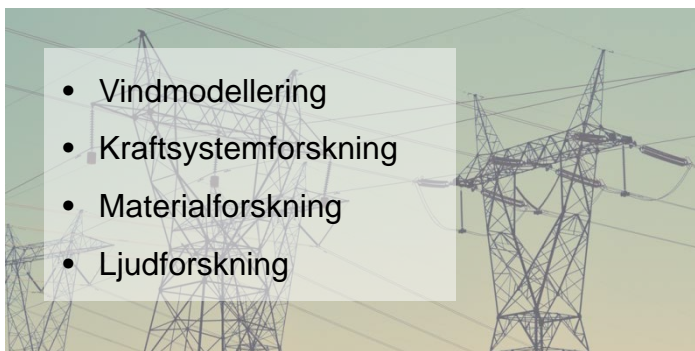 • Vindmodellering
• Kraftsystemforskning
• Materialforskning
• Ljudforskning